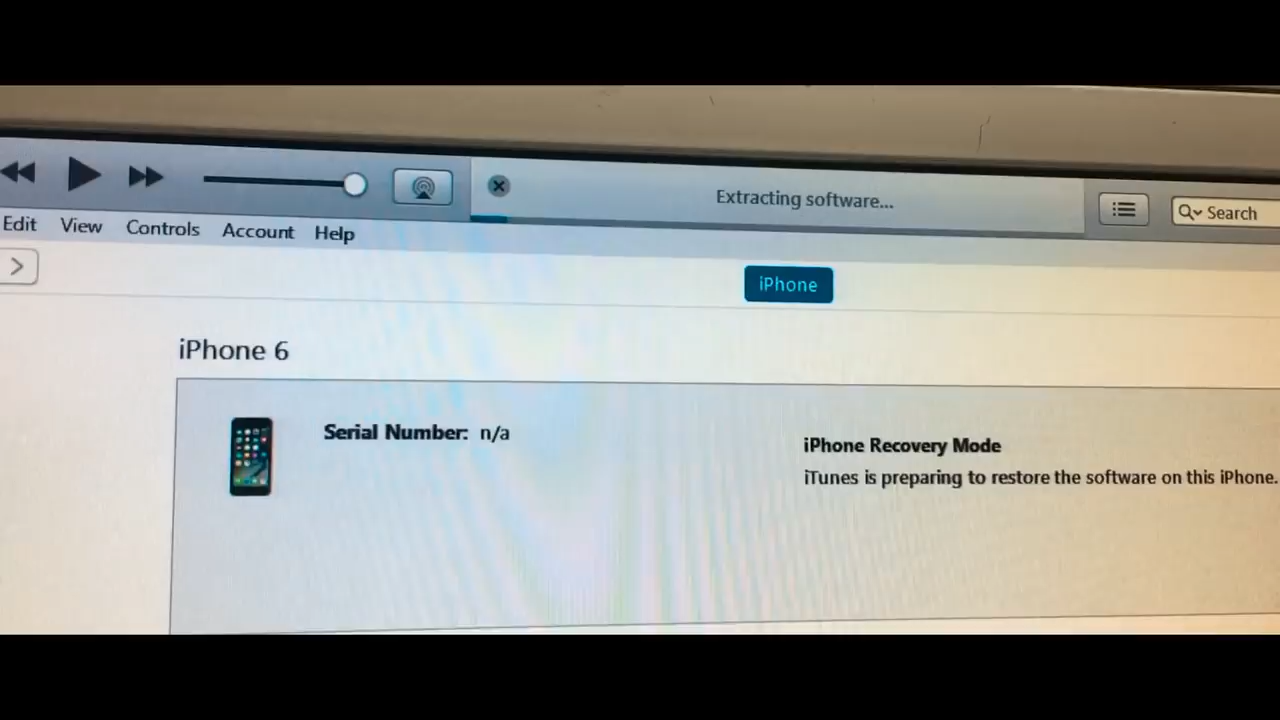 Extracting software...
Search
Edit View Controls Account Help
iPhone
iPhone 6
Serial Number: n/a
iPhone Recovery Mode
iTunes is preparing to restore the software on this iPhone.